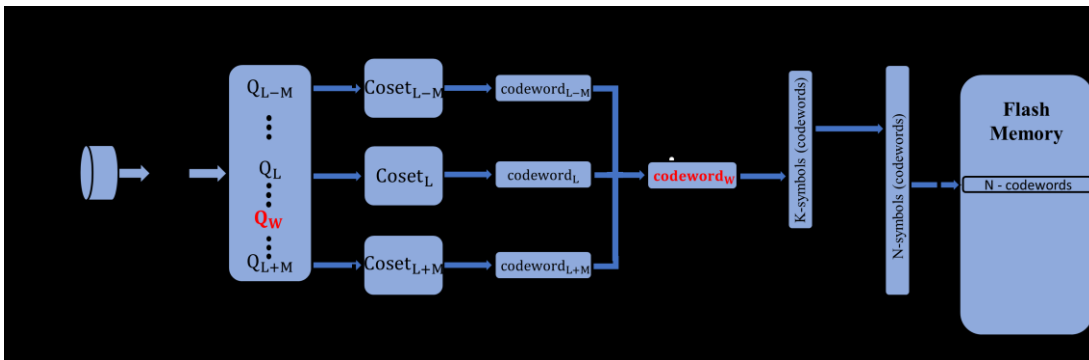 Q_{L−M}
Q_L
Q_W
Q_{L+M}
Coset_{L−M}
Coset_L
Coset_{L+M}
codeword_{L−M}
codeword_L
codeword_{L+M}
codeword_W
K-symbols (codewords)
N-symbols (codewords)
Flash
Memory
N - codewords